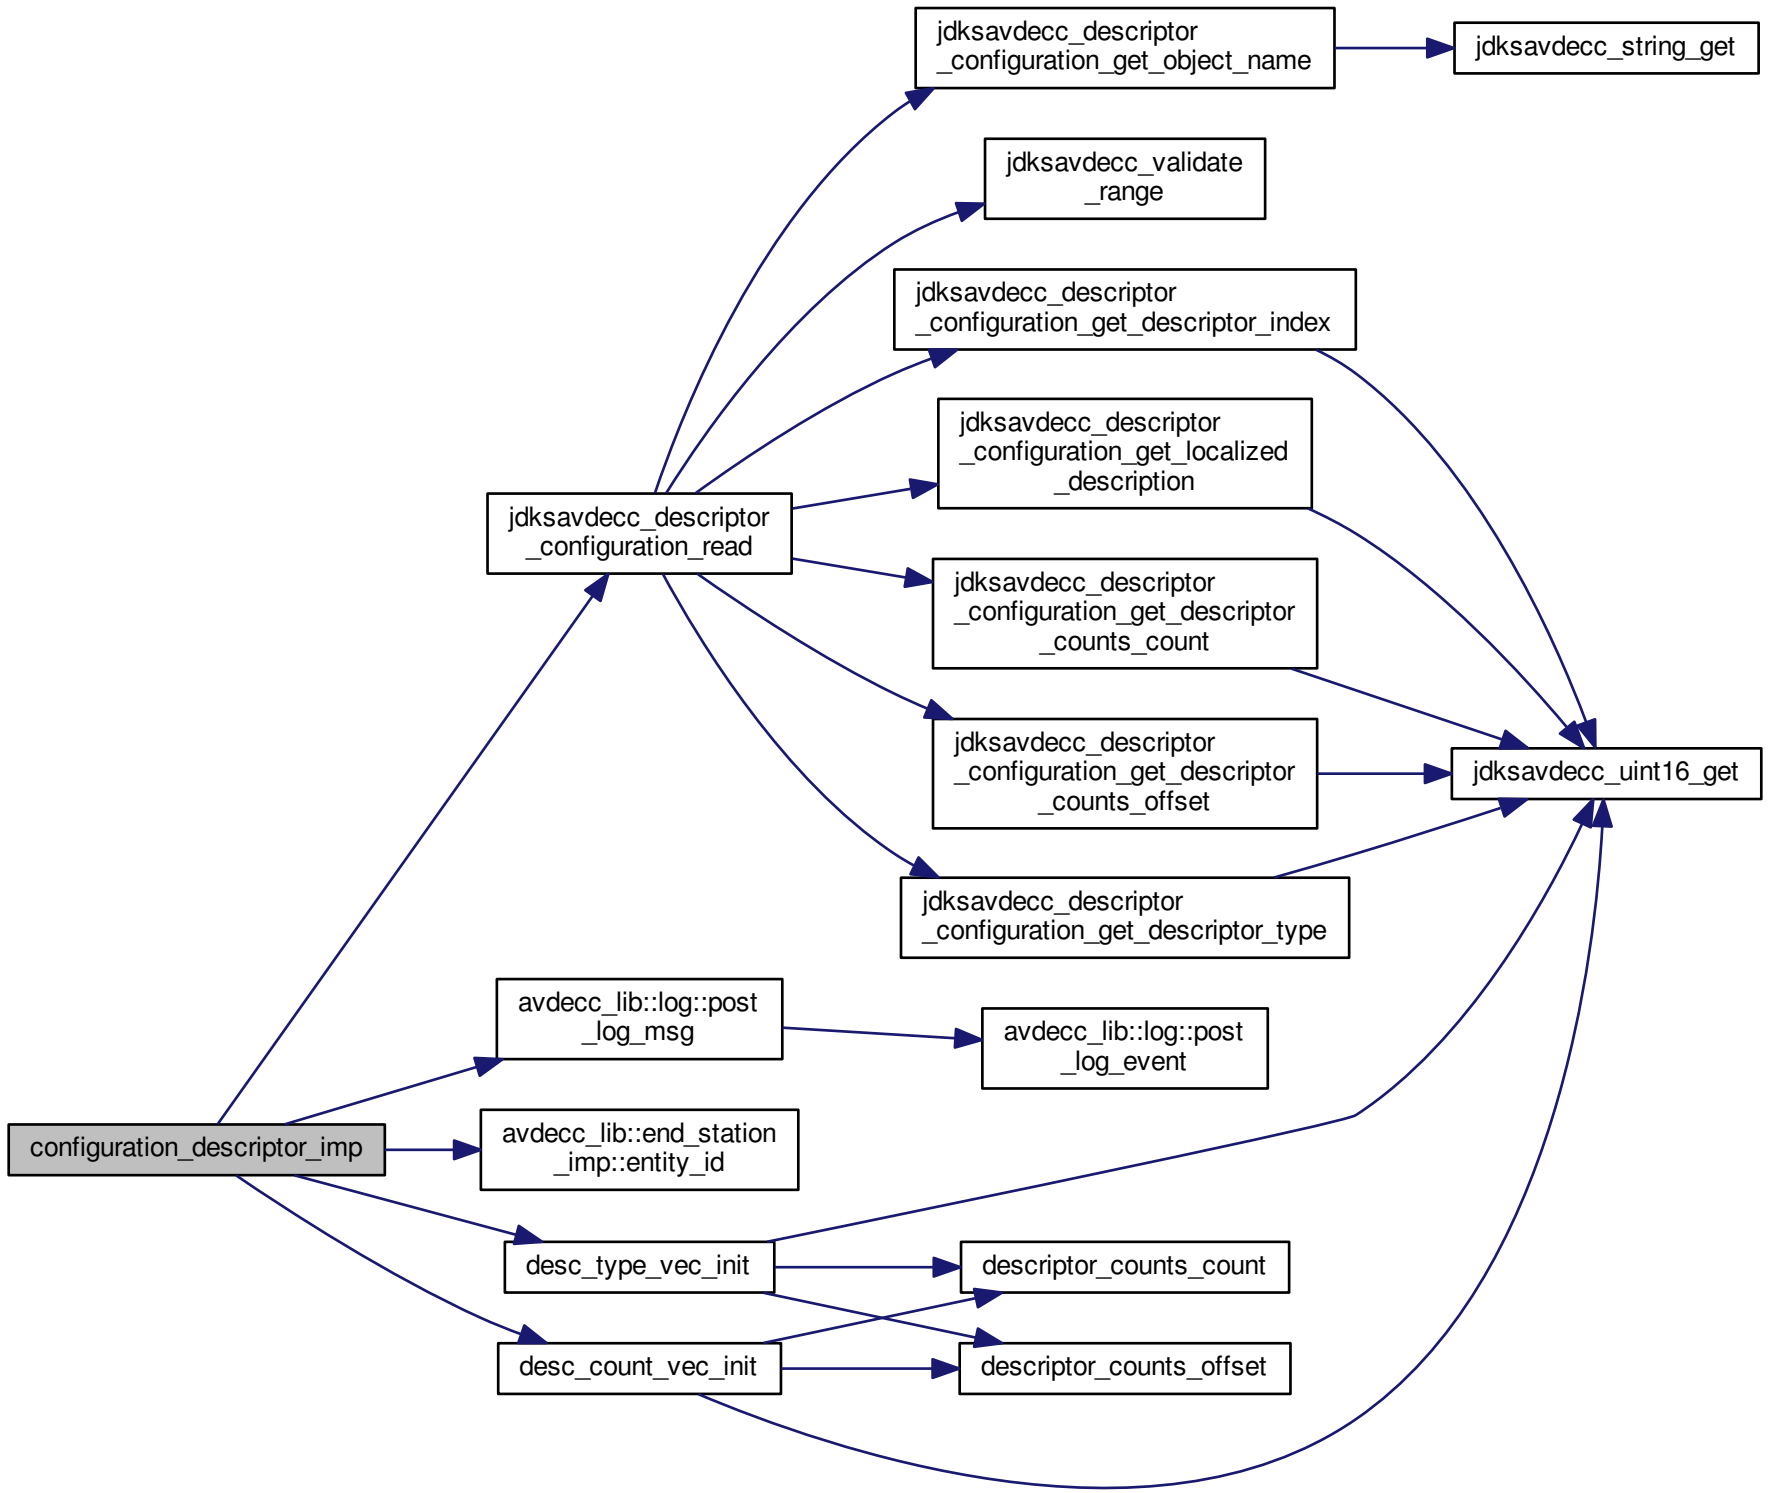 jdksavdecc_descriptor
_configuration_get_object_name
jdksavdecc_string_get
jdksavdecc_validate
_range
jdksavdecc_descriptor
_configuration_get_descriptor_index
jdksavdecc_descriptor
_configuration_get_localized
_description
jdksavdecc_descriptor
_configuration_read
jdksavdecc_descriptor
_configuration_get_descriptor
_counts_count
jdksavdecc_descriptor
_configuration_get_descriptor
_counts_offset
jdksavdecc_uint16_get
jdksavdecc_descriptor
_configuration_get_descriptor_type
avdecc_lib::log::post
_log_msg
avdecc_lib::log::post
_log_event
configuration_descriptor_imp
avdecc_lib::end_station
_imp::entity_id
desc_type_vec_init
descriptor_counts_count
desc_count_vec_init
descriptor_counts_offset